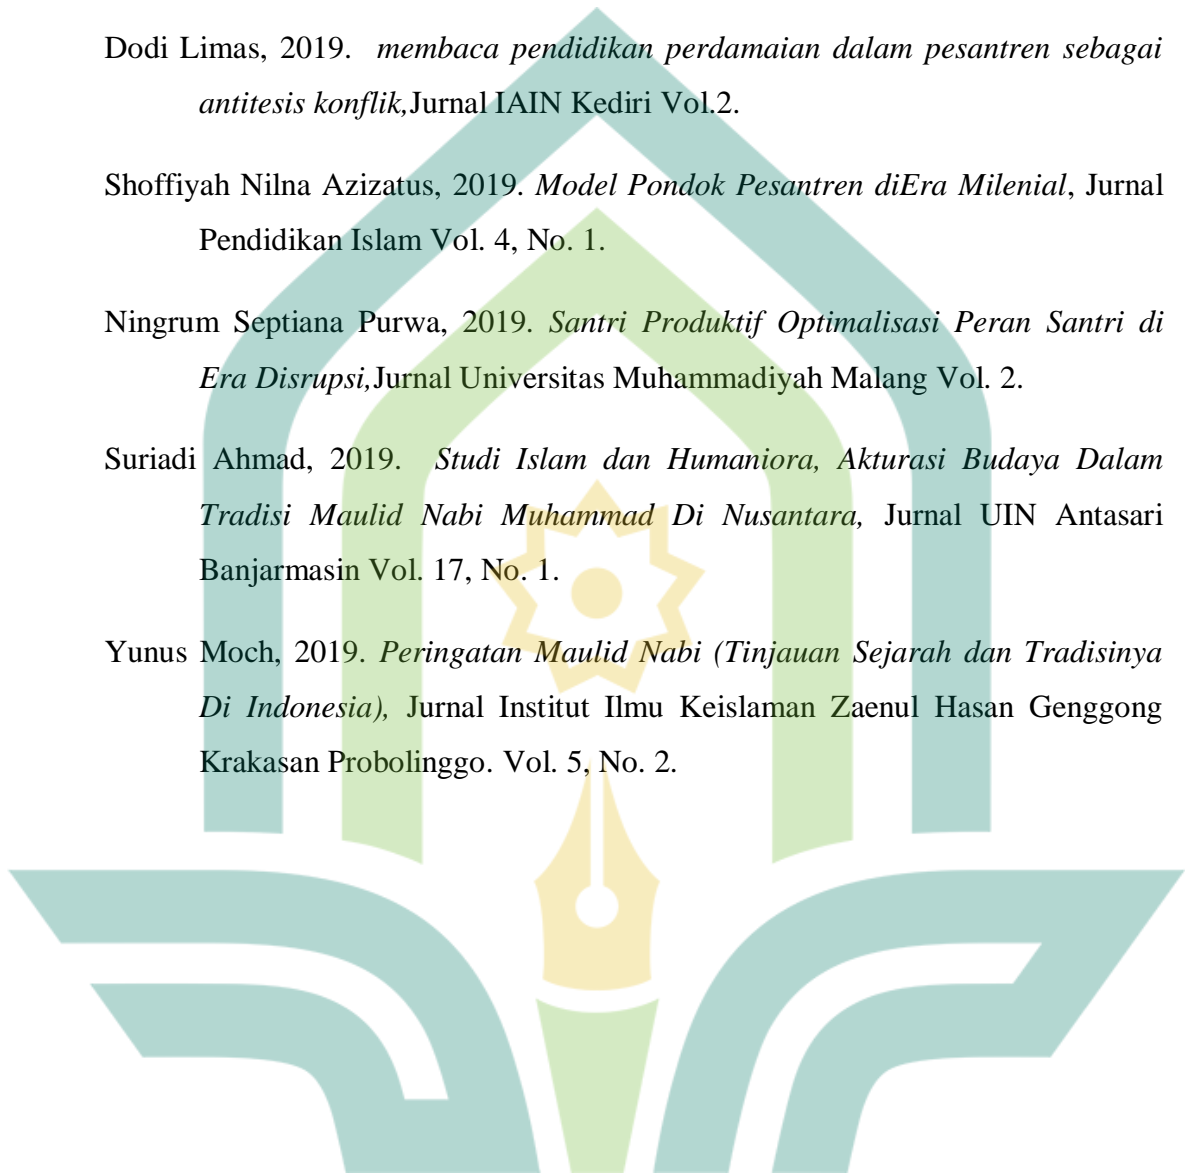 Dodi Limas, 2019. membaca pendidikan perdamaian dalam pesantren sebagai
antitesis konflik,Jurnal IAIN Kediri Vol.2.
Shoffiyah Nilna Azizatus, 2019. Model Pondok Pesantren diEra Milenial, Jurnal
Pendidikan Islam Vol. 4, No. 1.
Ningrum Septiana Purwa, 2019. Santri Produktif Optimalisasi Peran Santri di
Era Disrupsi,Jurnal Universitas Muhammadiyah Malang Vol. 2.
Suriadi Ahmad, 2019. Studi Islam dan Humaniora, Akturasi Budaya Dalam
Tradisi Maulid Nabi Muhammad Di Nusantara, Jurnal UIN Antasari
Banjarmasin Vol. 17, No. 1.
Yunus Moch, 2019. Peringatan Maulid Nabi (Tinjauan Sejarah dan Tradisinya
Di Indonesia), Jurnal Institut Ilmu Keislaman Zaenul Hasan Genggong
Krakasan Probolinggo. Vol. 5, No. 2.